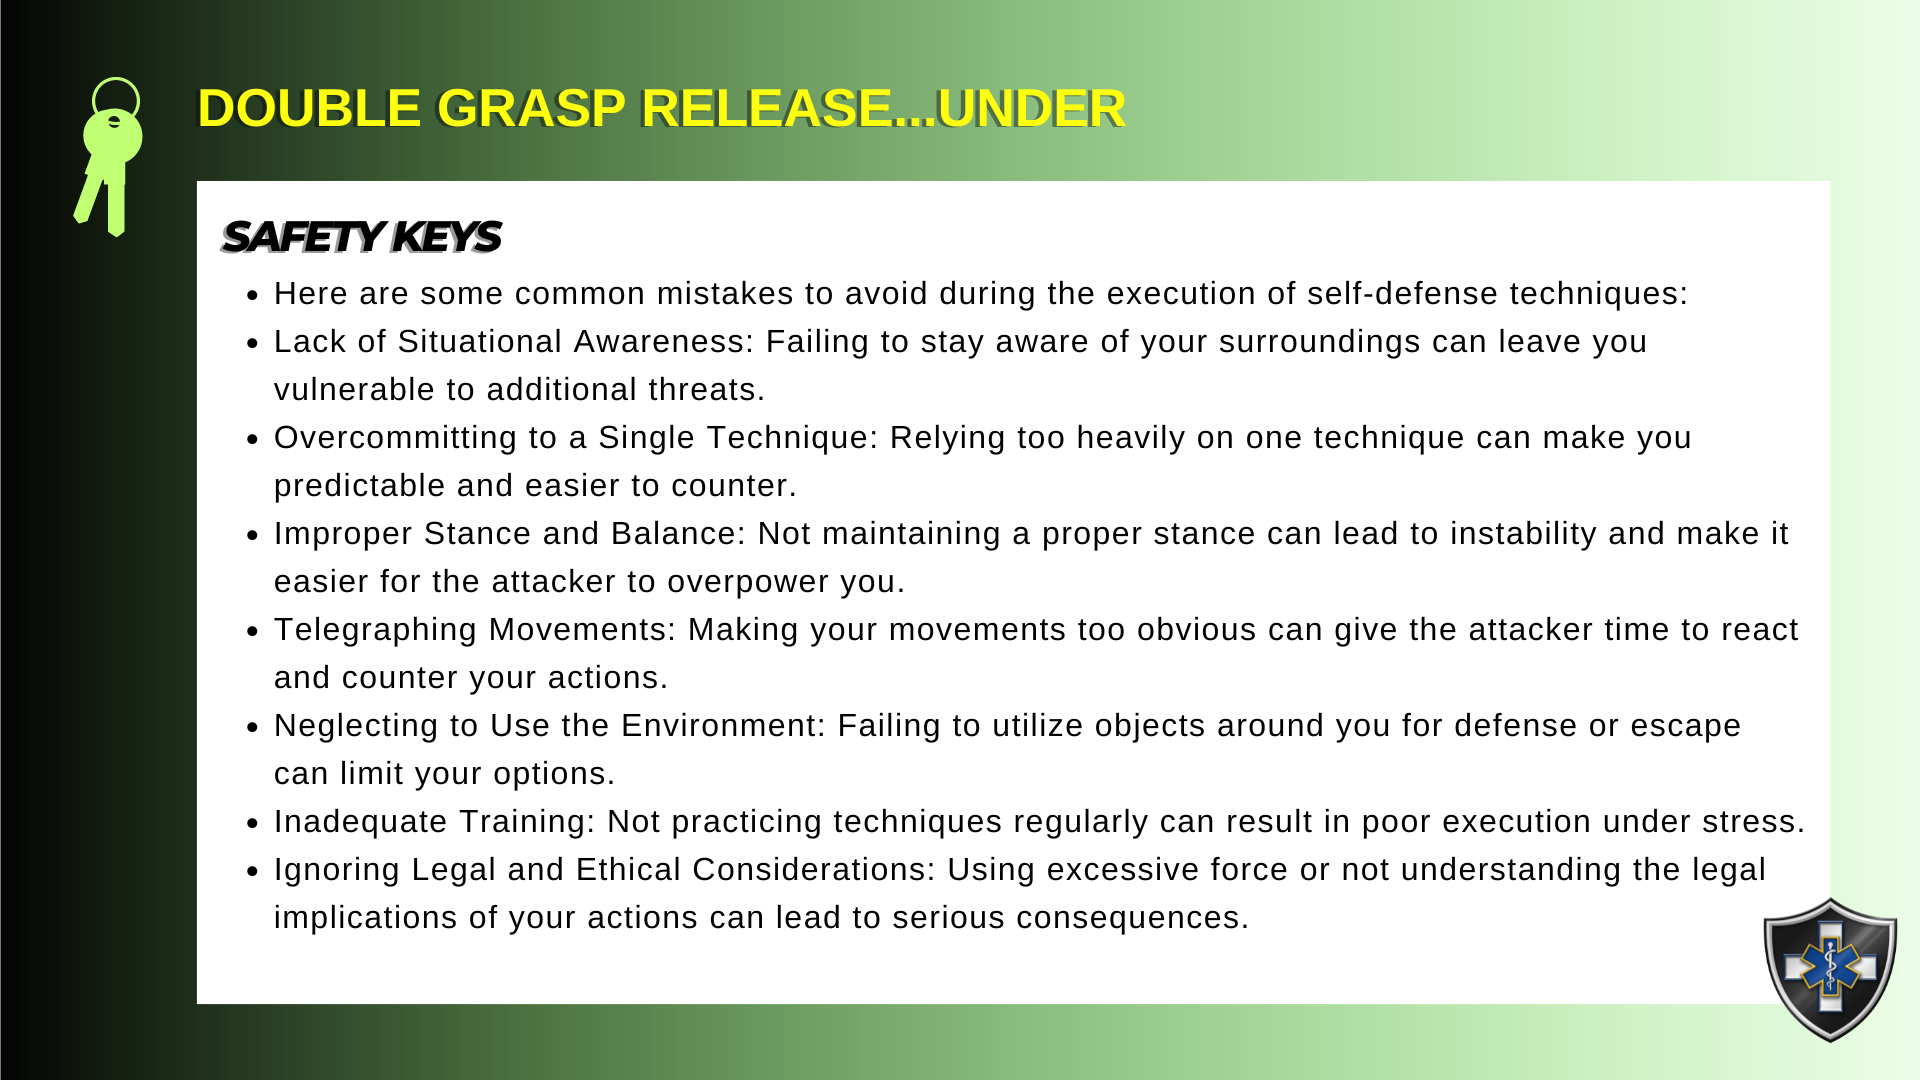 DOUBLE GRASP RELEASE...UNDER
SAFETY KEYS
• Here are some common mistakes to avoid during the execution of self-defense techniques:
• Lack of Situational Awareness: Failing to stay aware of your surroundings can leave you
vulnerable to additional threats.
• Overcommitting to a Single Technique: Relying too heavily on one technique can make you
predictable and easier to counter.
• Improper Stance and Balance: Not maintaining a proper stance can lead to instability and make it
easier for the attacker to overpower you.
• Telegraphing Movements: Making your movements too obvious can give the attacker time to react
and counter your actions.
• Neglecting to Use the Environment: Failing to utilize objects around you for defense or escape
can limit your options.
• Inadequate Training: Not practicing techniques regularly can result in poor execution under stress.
• Ignoring Legal and Ethical Considerations: Using excessive force or not understanding the legal
implications of your actions can lead to serious consequences.